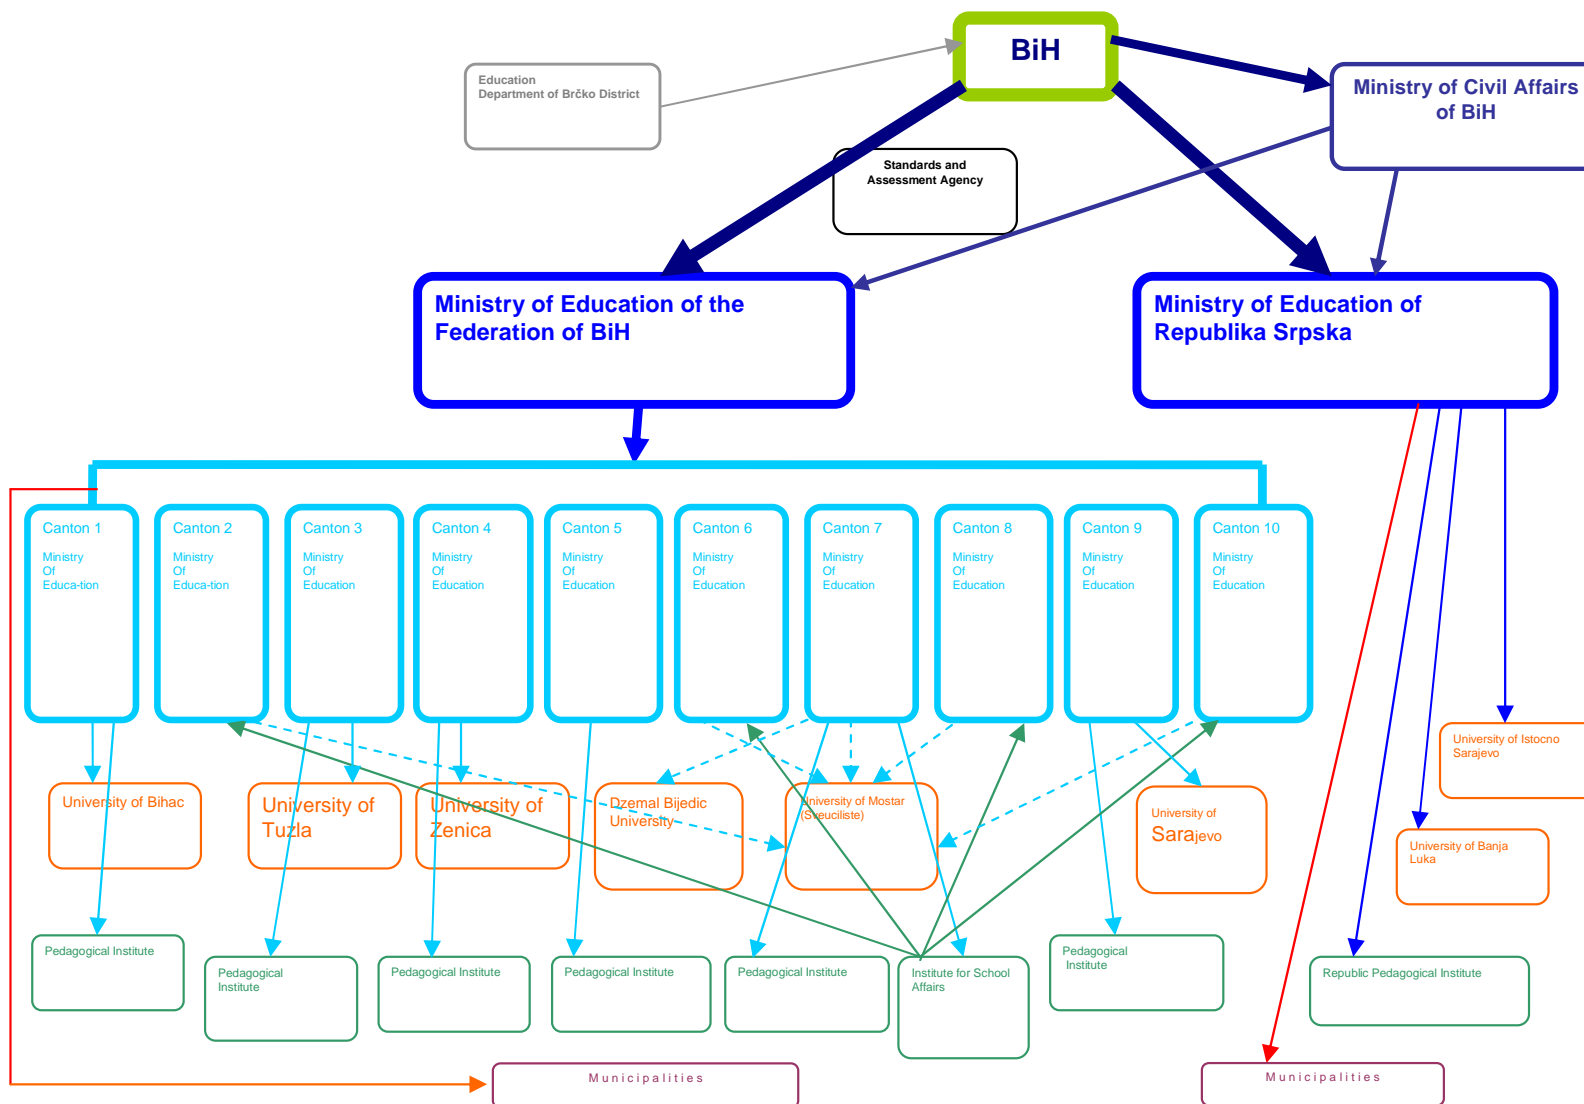 BiH
Education
Department of Brčko District
Ministry of Civil Affairs
of BiH
Standards and
Assessment Agency
Ministry of Education of the
Federation of BiH
Ministry of Education of
Republika Srpska
Canton 1
Ministry
Of
Educa-tion
Canton 2
Ministry
Of
Educa-tion
Canton 3
Ministry
Of
Education
Canton 4
Ministry
Of
Education
Canton 5
Ministry
Of
Education
Canton 6
Ministry
Of
Education
Canton 7
Ministry
Of
Education
Canton 8
Ministry
Of
Education
Canton 9
Ministry
Of
Education
Canton 10
Ministry
Of
Education
University of Bihac
University of
Tuzla
University of
Zenica
Dzemal Bijedic
University
University of Mostar
(Sveuciliste)
University of
Sarajevo
University of Istocno
Sarajevo
University of Banja
Luka
Pedagogical Institute
Pedagogical
Institute
Pedagogical Institute
Pedagogical Institute
Pedagogical Institute
Institute for School
Affairs
Pedagogical
Institute
Republic Pedagogical Institute
Municipalities
Municipalities